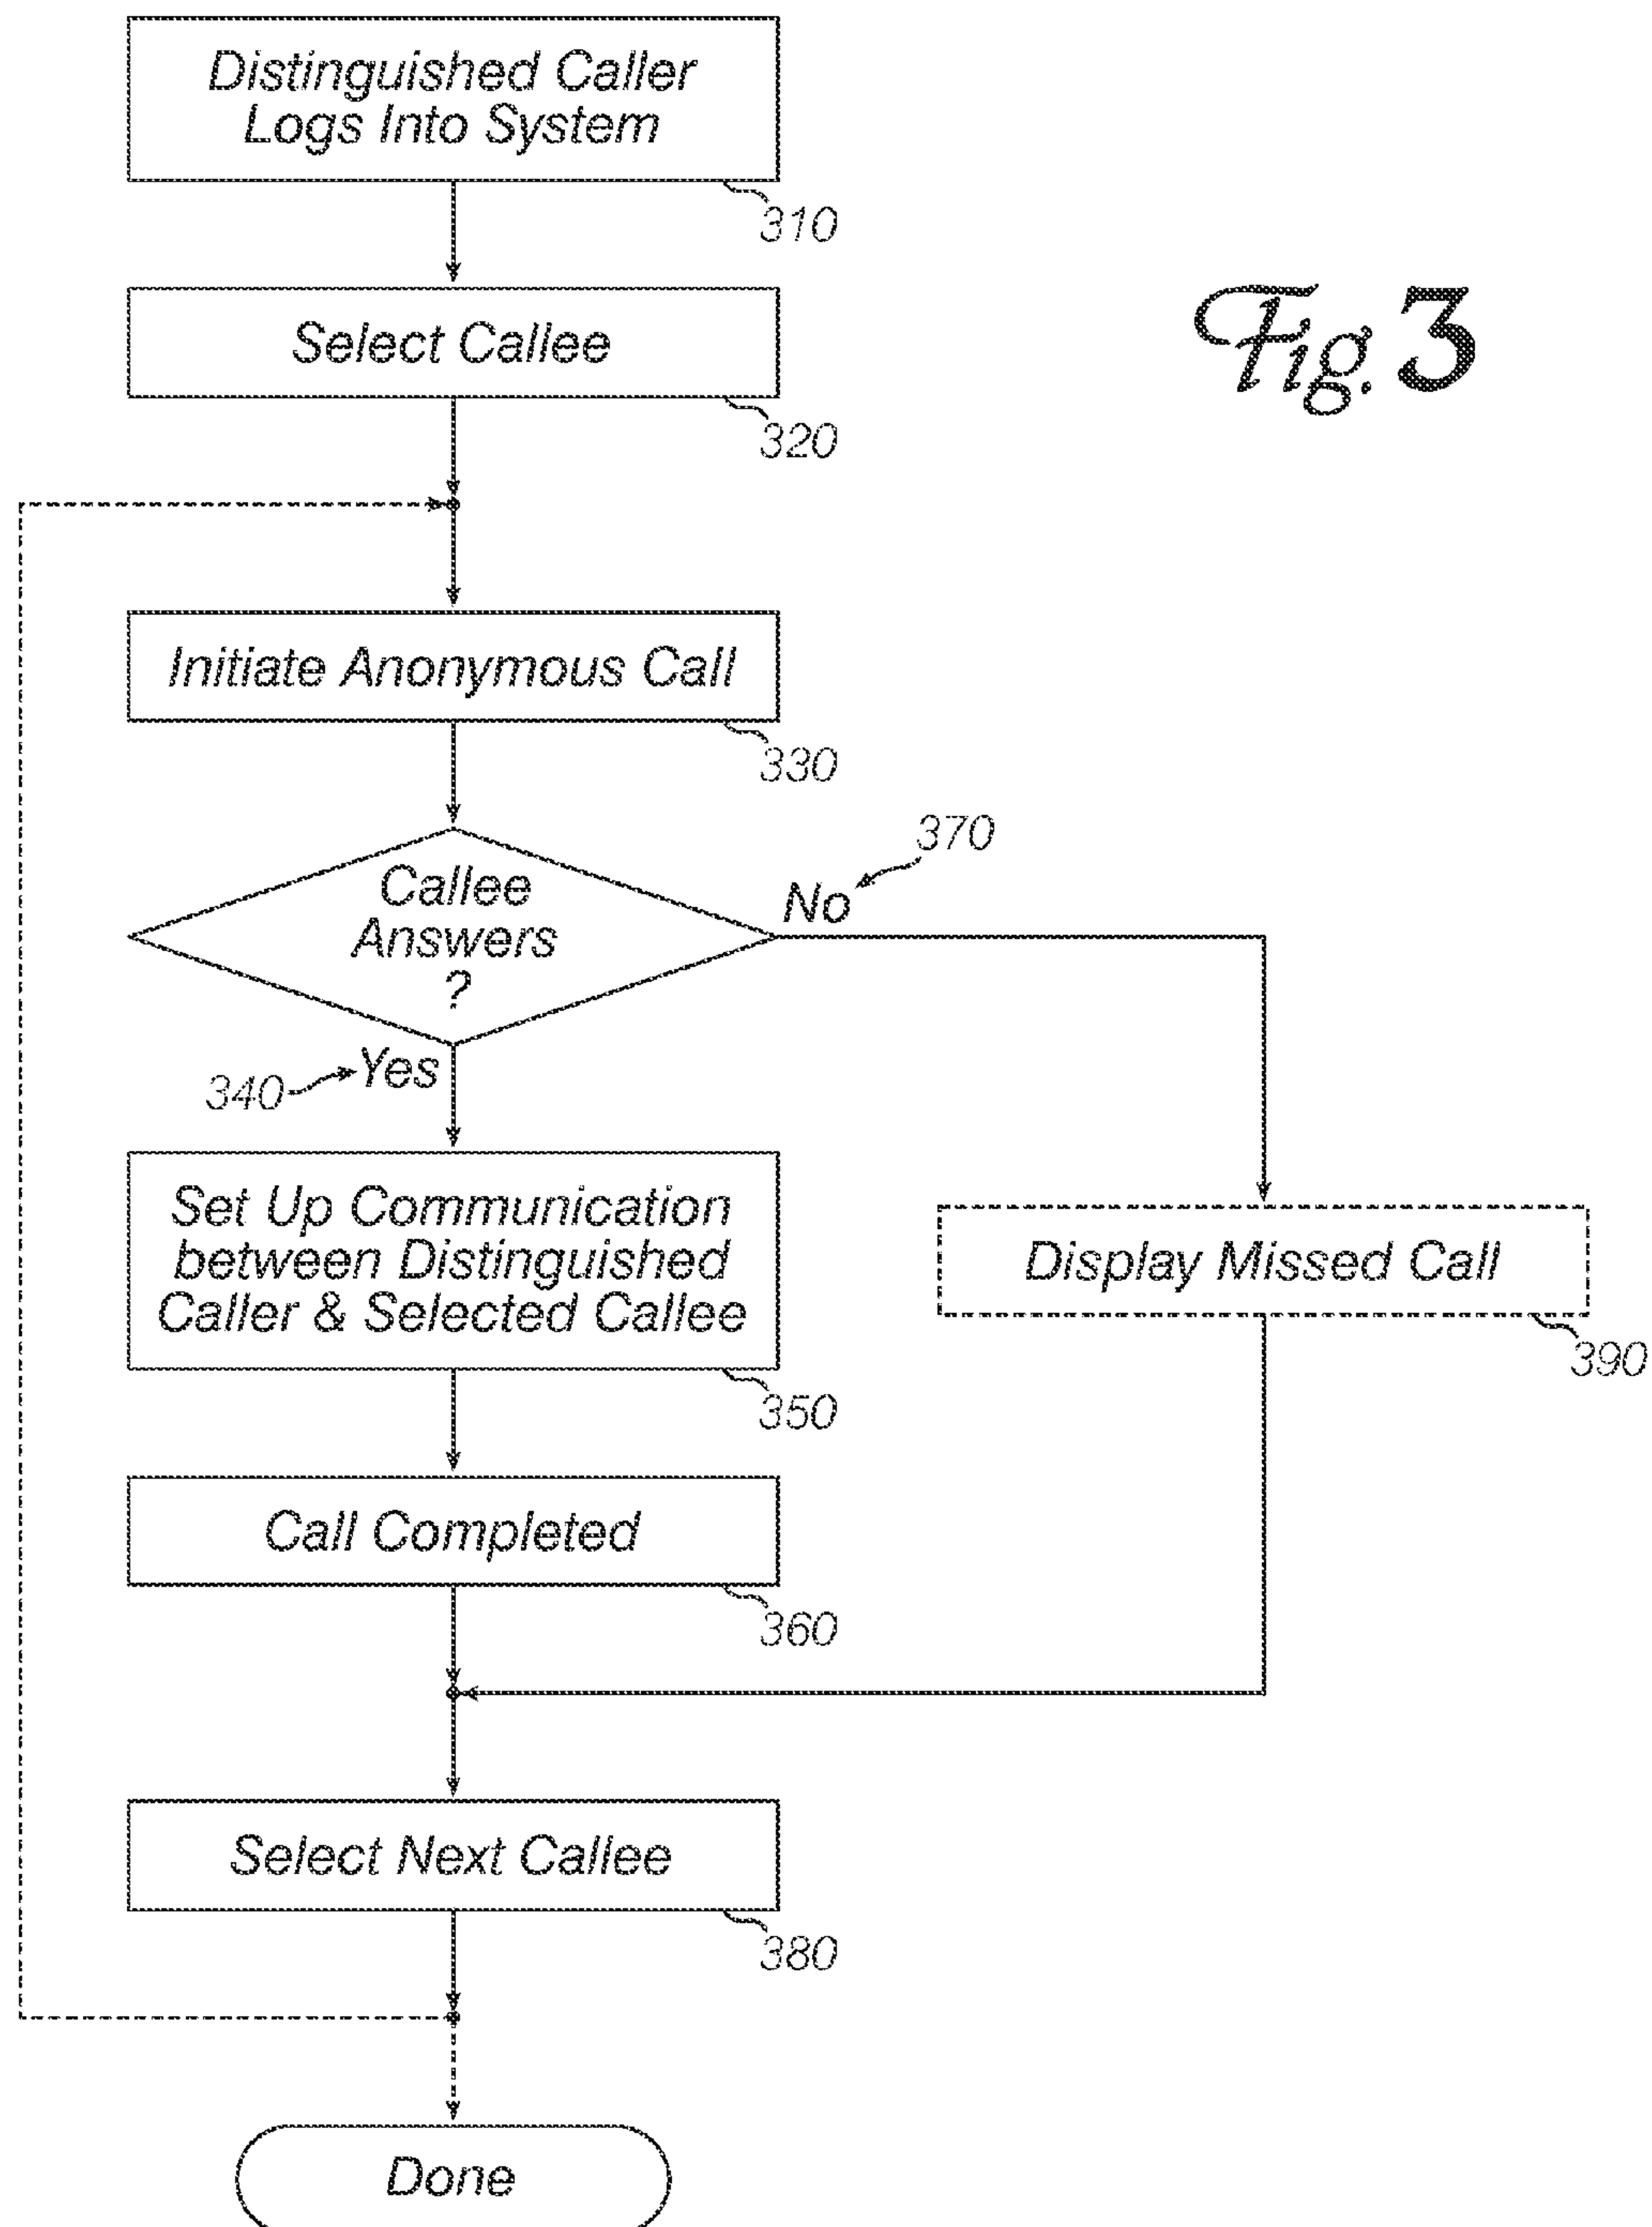 Distinguished Caller
Logs Into System
310
Select Callee
320
Fig. 3
Initiate Anonymous Call
330
Callee
Answers
?
No
370
340
Yes
Set Up Communication
between Distinguished
Caller & Selected Callee
350
Display Missed Call
390
Call Completed
360
Select Next Callee
380
Done